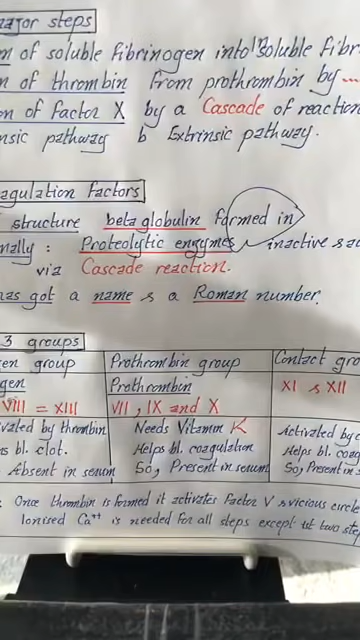 major steps
n of soluble fibrinogen into insoluble fibr
n of thrombin from prothrombin by ...
on of factor X by a Cascade of reaction
nsic pathway b Extrinsic pathway.
agulation factors
structure beta globulin formed in
nally: Proteolytic enzymes, inactive s a
via Cascade reaction.
has got a name & a Roman number.
3 groups
en group Prothrombin group Contact gro
gen Prothrombin XI & XII
VIII = XIII VII, IX and X
vated by thrombin Needs Vitamin K Activated by c
s bl. clot. Helps bl. coagulation Helps bl. coag
Absent in serum So, Present in serum So, Present in s
: Once thrombin is formed it activates Factor V & vicious circle
Ionised Ca++ is needed for all steps except 1st two step